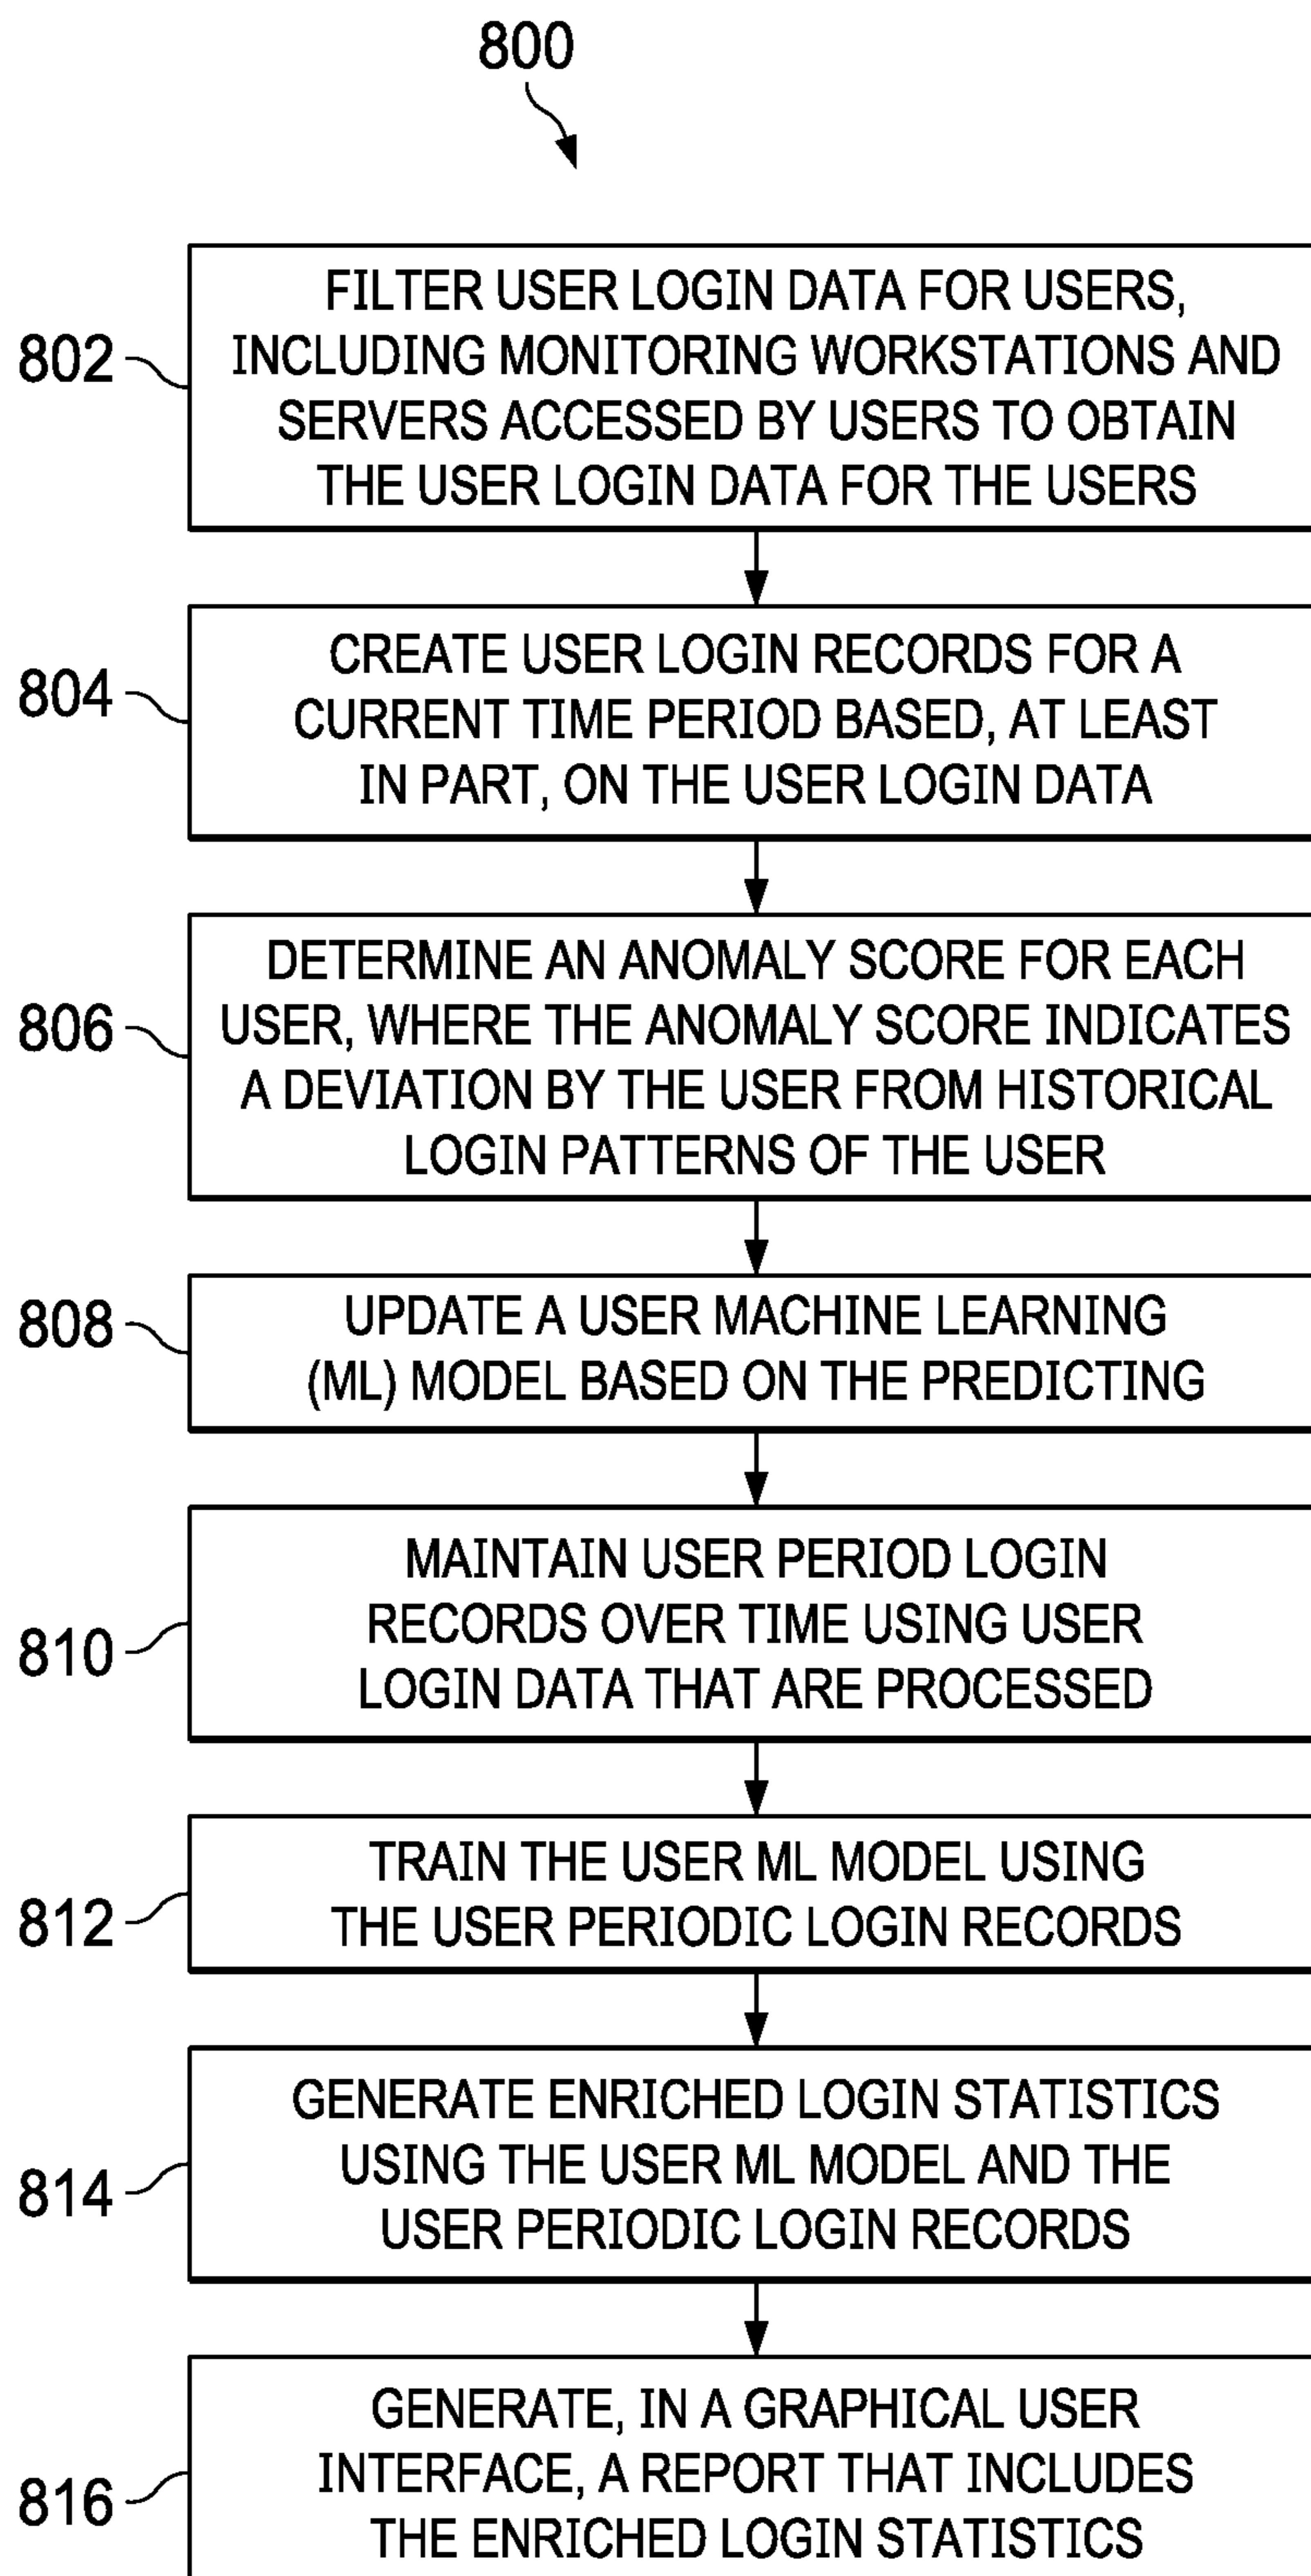 800
802
FILTER USER LOGIN DATA FOR USERS,
INCLUDING MONITORING WORKSTATIONS AND
SERVERS ACCESSED BY USERS TO OBTAIN
THE USER LOGIN DATA FOR THE USERS
804
CREATE USER LOGIN RECORDS FOR A
CURRENT TIME PERIOD BASED, AT LEAST
IN PART, ON THE USER LOGIN DATA
806
DETERMINE AN ANOMALY SCORE FOR EACH
USER, WHERE THE ANOMALY SCORE INDICATES
A DEVIATION BY THE USER FROM HISTORICAL
LOGIN PATTERNS OF THE USER
808
UPDATE A USER MACHINE LEARNING
(ML) MODEL BASED ON THE PREDICTING
810
MAINTAIN USER PERIOD LOGIN
RECORDS OVER TIME USING USER
LOGIN DATA THAT ARE PROCESSED
812
TRAIN THE USER ML MODEL USING
THE USER PERIODIC LOGIN RECORDS
814
GENERATE ENRICHED LOGIN STATISTICS
USING THE USER ML MODEL AND THE
USER PERIODIC LOGIN RECORDS
816
GENERATE, IN A GRAPHICAL USER
INTERFACE, A REPORT THAT INCLUDES
THE ENRICHED LOGIN STATISTICS